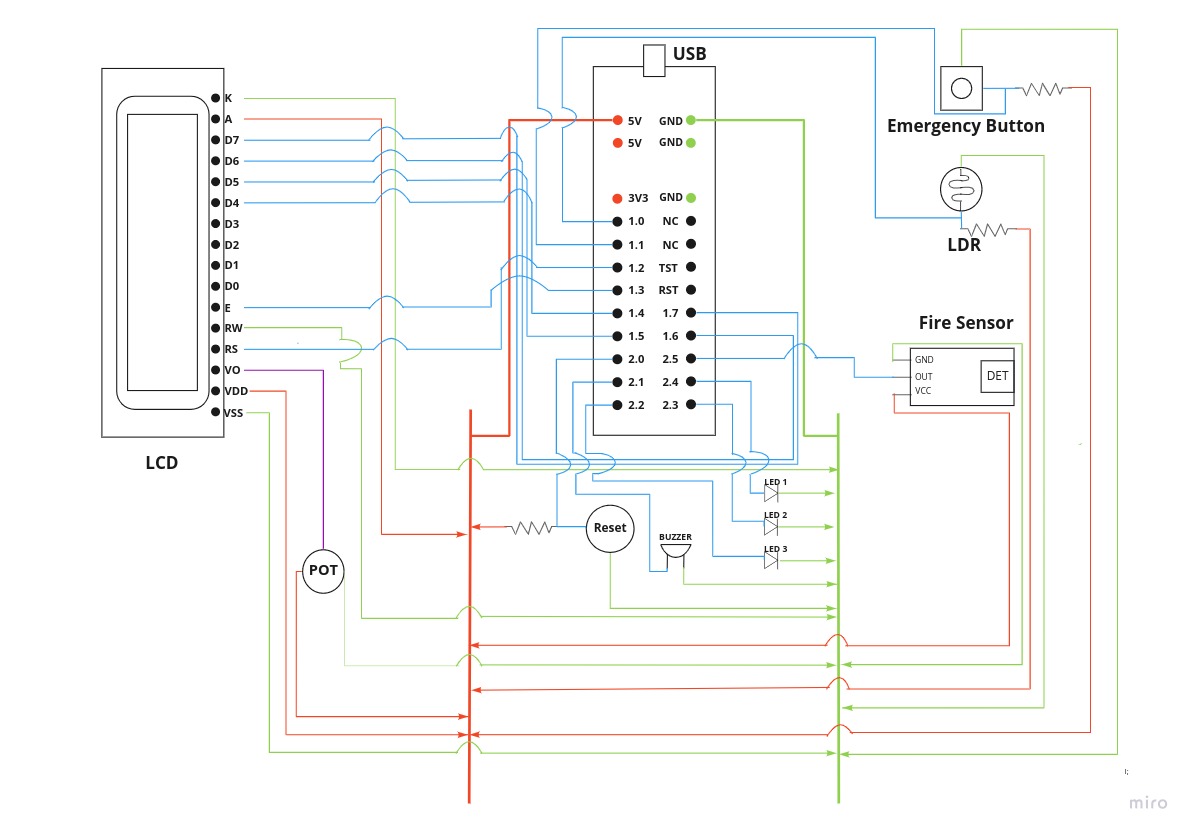 USB
K
A
D7
D6
D5
D4
D3
D2
D1
D0
E
RW
RS
VO
VDD
VSS
LCD
5V GND
5V GND
3V3 GND
1.0 NC
1.1 NC
1.2 TST
1.3 RST
1.4 1.7
1.5 1.6
2.0 2.5
2.1 2.4
2.2 2.3
Emergency Button
LDR
Fire Sensor
GND
OUT
VCC
DET
LED 1
LED 2
LED 3
Reset
BUZZER
POT
miro